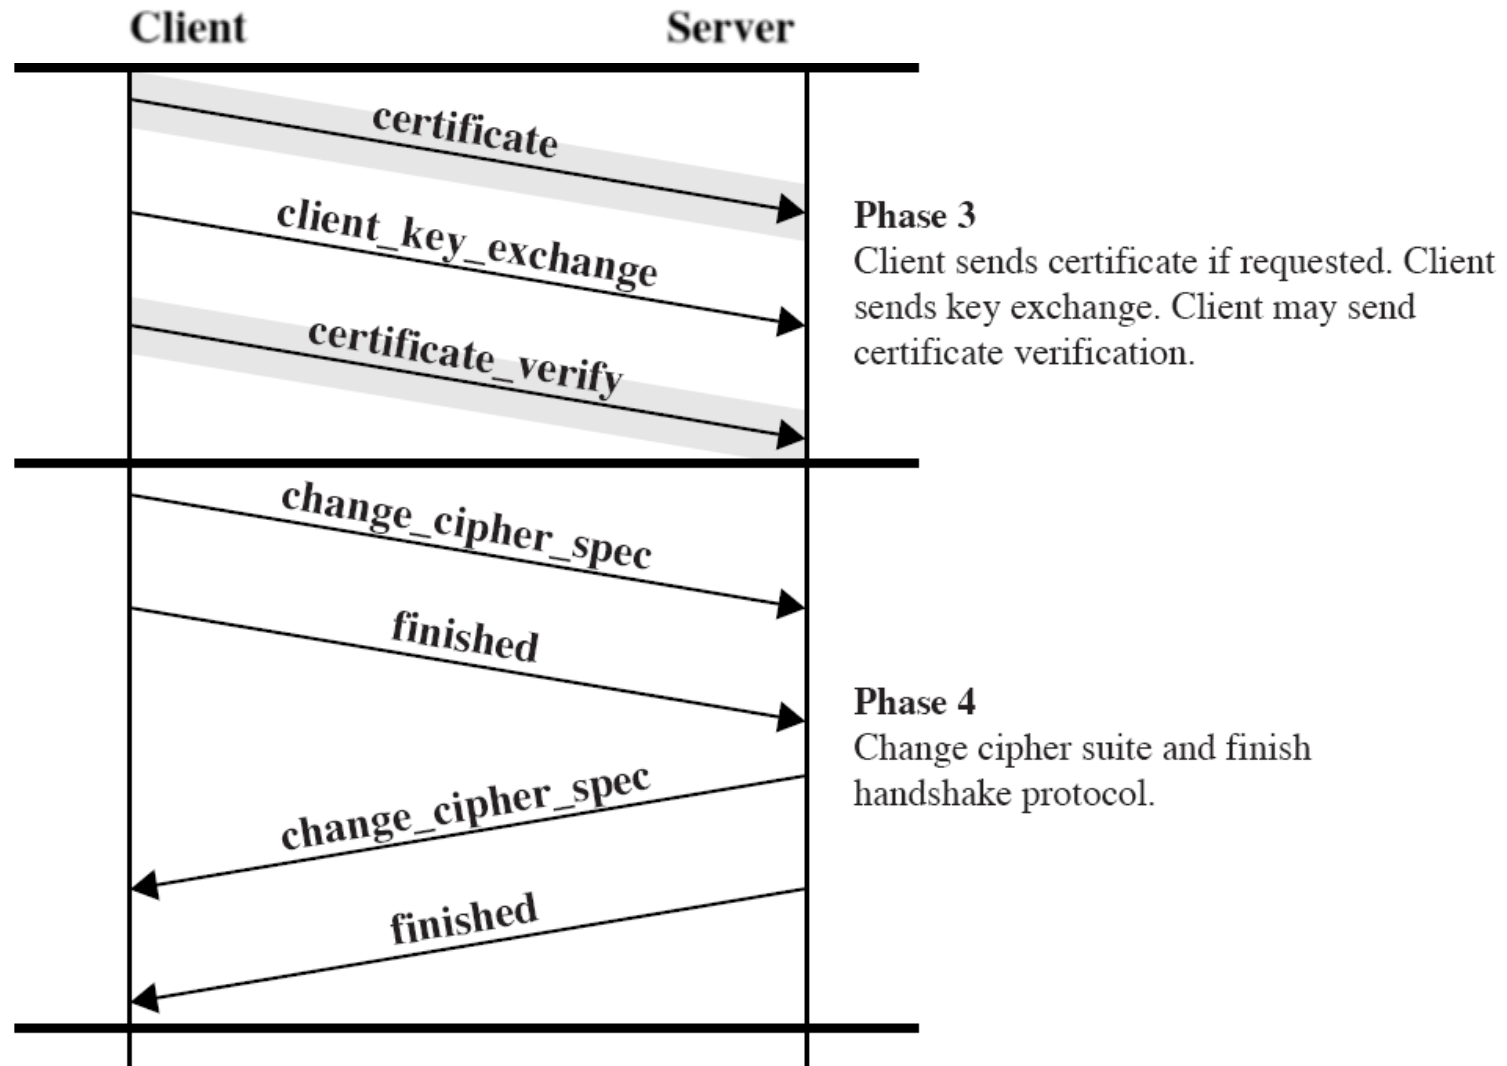 Client Server
certificate
client_key_exchange
certificate_verify
Phase 3
Client sends certificate if requested. Client
sends key exchange. Client may send
certificate verification.
change_cipher_spec
finished
change_cipher_spec
finished
Phase 4
Change cipher suite and finish
handshake protocol.